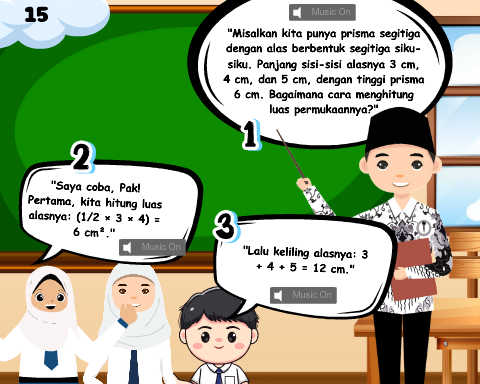 15
Music On
"Misalkan kita punya prisma segitiga
dengan alas berbentuk segitiga siku-
siku. Panjang sisi-sisi alasnya 3 cm,
4 cm, dan 5 cm, dengan tinggi prisma
6 cm. Bagaimana cara menghitung
luas permukaannya?"
1
2
"Saya coba, Pak!
Pertama, kita hitung luas
alasnya: (1/2 × 3 × 4) =
6 cm²."
Music On
3
"Lalu keliling alasnya: 3
+ 4 + 5 = 12 cm."
Music On